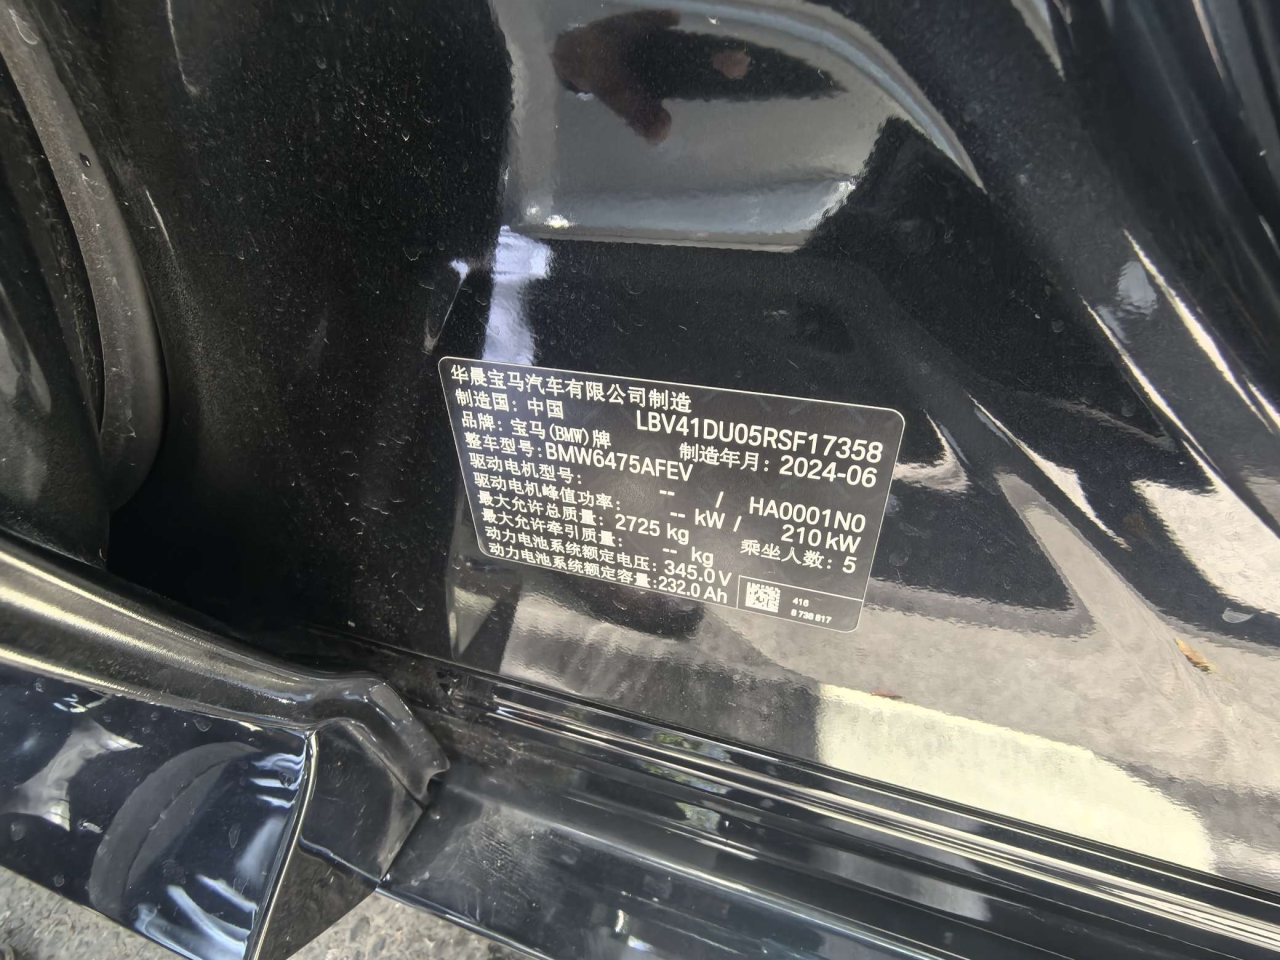 华晨宝马汽车有限公司制造
制造国：中国 LBV41DU05RSF17358
品牌：宝马(BMW)牌 制造年月：2024-06
整车型号：BMW6475AFEV
驱动电机型号： -- / HA0001N0
驱动电机峰值功率： -- kW / 210 kW
最大允许总质量： 2725 kg 乘坐人数：5
最大允许牵引质量： -- kg
动力电池系统额定电压：345.0 V
动力电池系统额定容量：232.0 Ah
416
8 738 817